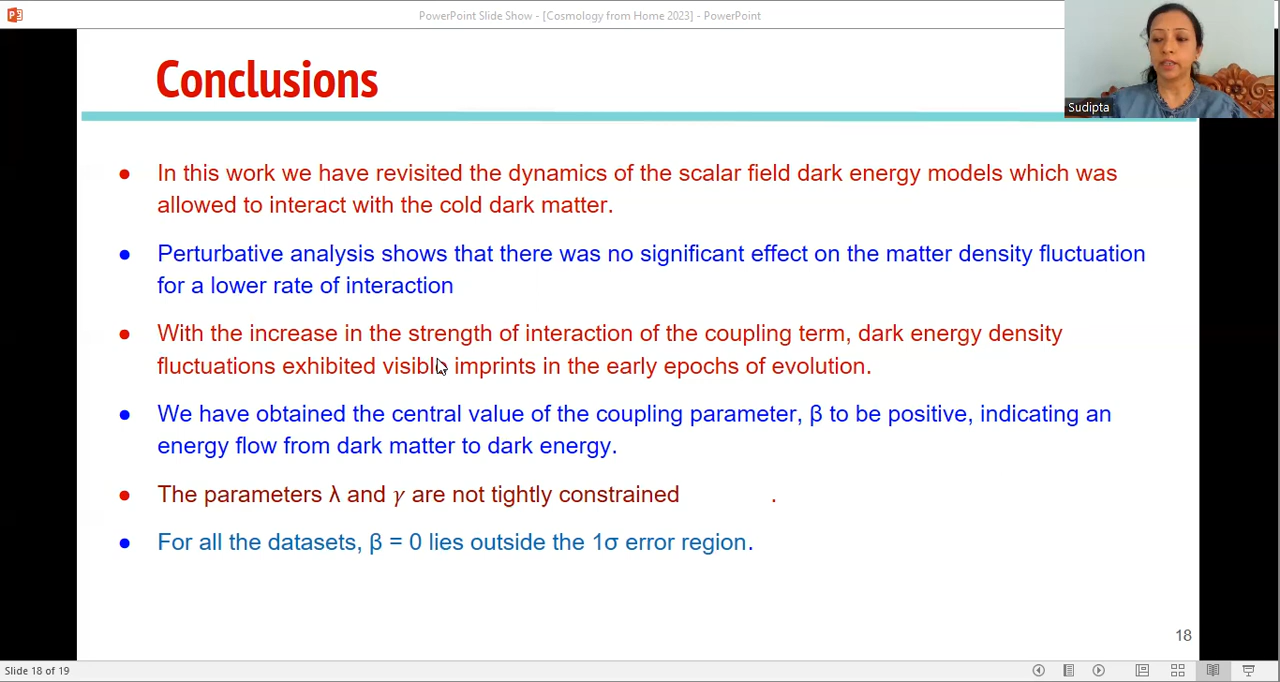 PowerPoint Slide Show - [Cosmology from Home 2023] - PowerPoint
Conclusions
Sudipta
• In this work we have revisited the dynamics of the scalar field dark energy models which was
allowed to interact with the cold dark matter.
• Perturbative analysis shows that there was no significant effect on the matter density fluctuation
for a lower rate of interaction
• With the increase in the strength of interaction of the coupling term, dark energy density
fluctuations exhibited visible imprints in the early epochs of evolution.
• We have obtained the central value of the coupling parameter, β to be positive, indicating an
energy flow from dark matter to dark energy.
• The parameters λ and γ are not tightly constrained .
• For all the datasets, β = 0 lies outside the 1σ error region.
18
Slide 18 of 19